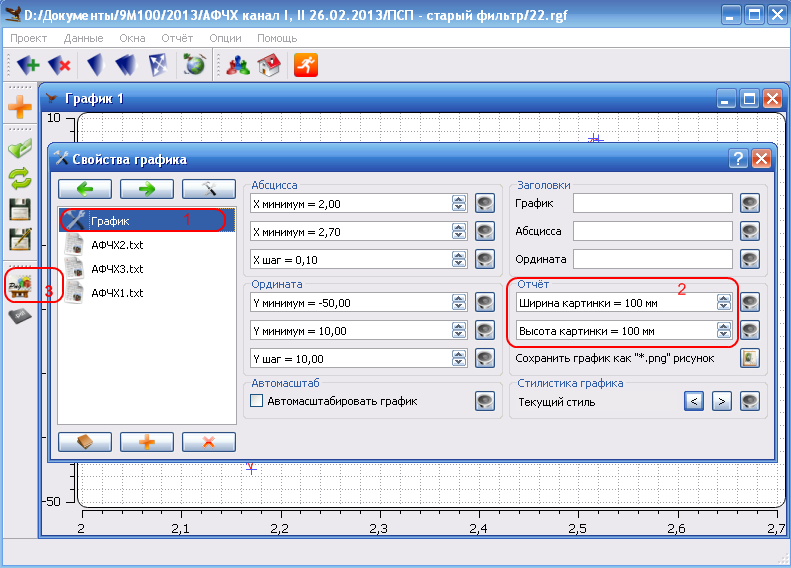 D:/Документы/9М100/2013/АФЧХ канал I, II 26.02.2013/ПСП - старый фильтр/22.rgf
Проект Данные Окна Отчёт Опции Помощь
График 1
10
Свойства графика
График 1
АФЧХ2.txt
АФЧХ3.txt
АФЧХ1.txt
3
Абсцисса
X минимум = 2,00
X минимум = 2,70
X шаг = 0,10
Ордината
Y минимум = -50,00
Y минимум = 10,00
Y шаг = 10,00
Автомасштаб
Автомасштабировать график
Заголовки
График
Абсцисса
Ордината
Отчёт
2
Ширина картинки = 100 мм
Высота картинки = 100 мм
Сохранить график как "*.png" рисунок
Стилистика графика
Текущий стиль < >
-50
2 2,1 2,2 2,3 2,4 2,5 2,6 2,7